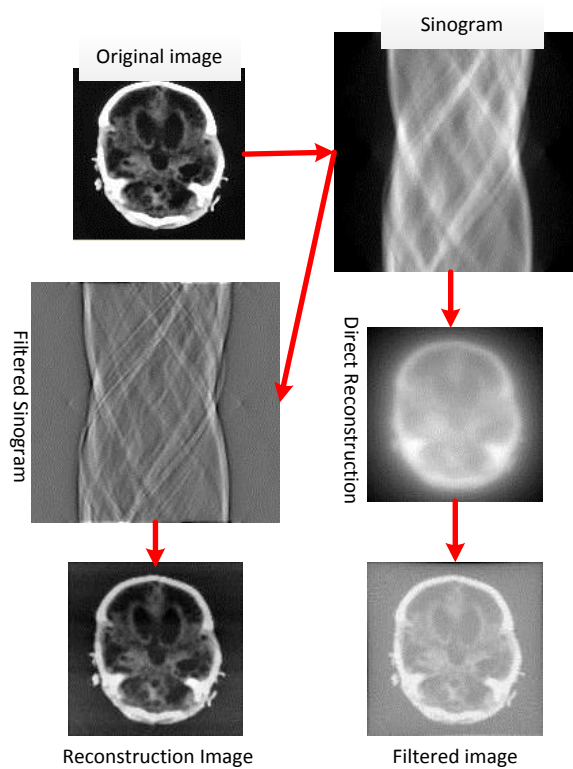 Original image
Sinogram
Filtered Sinogram
Direct Reconstruction
Reconstruction Image
Filtered image